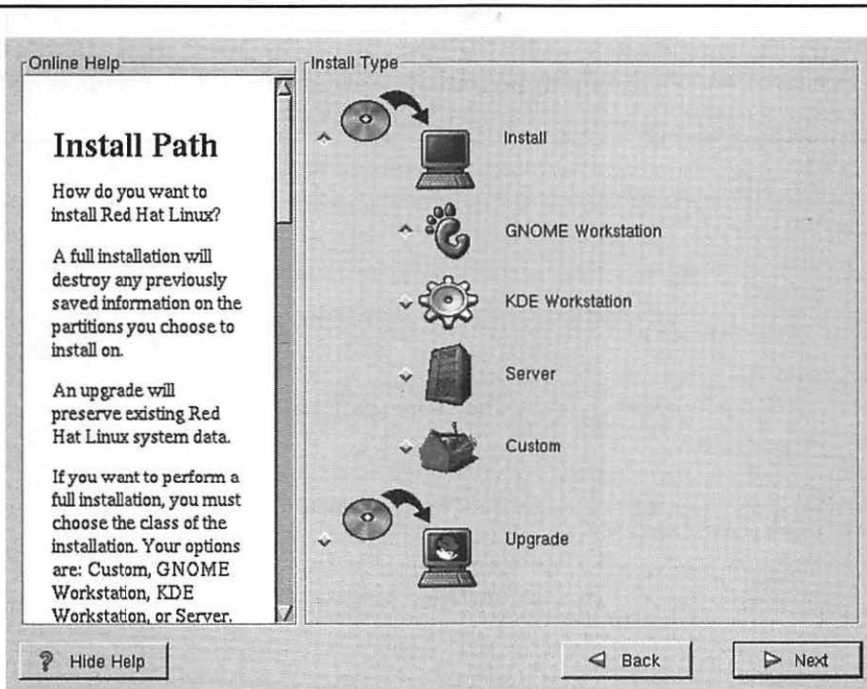 Online Help
Install Path
How do you want to
install Red Hat Linux?
A full installation will
destroy any previously
saved information on the
partitions you choose to
install on.
An upgrade will
preserve existing Red
Hat Linux system data.
If you want to perform a
full installation, you must
choose the class of the
installation. Your options
are: Custom, GNOME
Workstation, KDE
Workstation, or Server.
Install Type
Install
GNOME Workstation
KDE Workstation
Server
Custom
Upgrade
? Hide Help
Back
Next